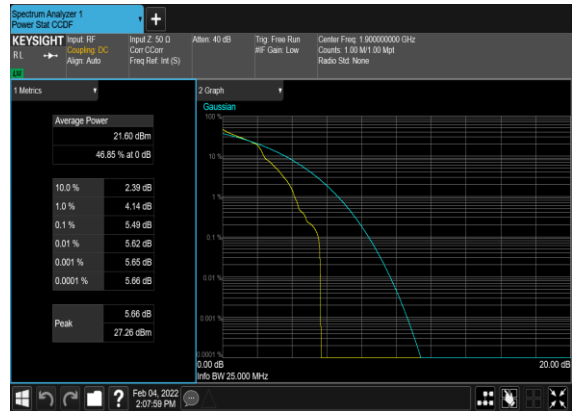 Spectrum Analyzer 1
Power Stat CCDF
KEYSIGHT
RL
Input: RF
Coupling: DC
Align: Auto
Input Z: 50 Ω
Corr CCorr
Freq Ref: Int (S)
Atten: 40 dB
Trig: Free Run
#IF Gain: Low
Center Freq: 1.900000000 GHz
Counts: 1.00 M/1.00 Mpt
Radio Std: None
1 Metrics
Average Power
21.60 dBm
46.85 % at 0 dB
10.0 % 2.39 dB
1.0 % 4.14 dB
0.1 % 5.49 dB
0.01 % 5.62 dB
0.001 % 5.65 dB
0.0001 % 5.66 dB
Peak
5.66 dB
27.26 dBm
2 Graph
Gaussian
100 %
10 %
1 %
0.1 %
0.01 %
0.001 %
0.0001 %
0.00 dB 20.00 dB
Info BW 25.000 MHz
?
Feb 04, 2022
2:07:59 PM